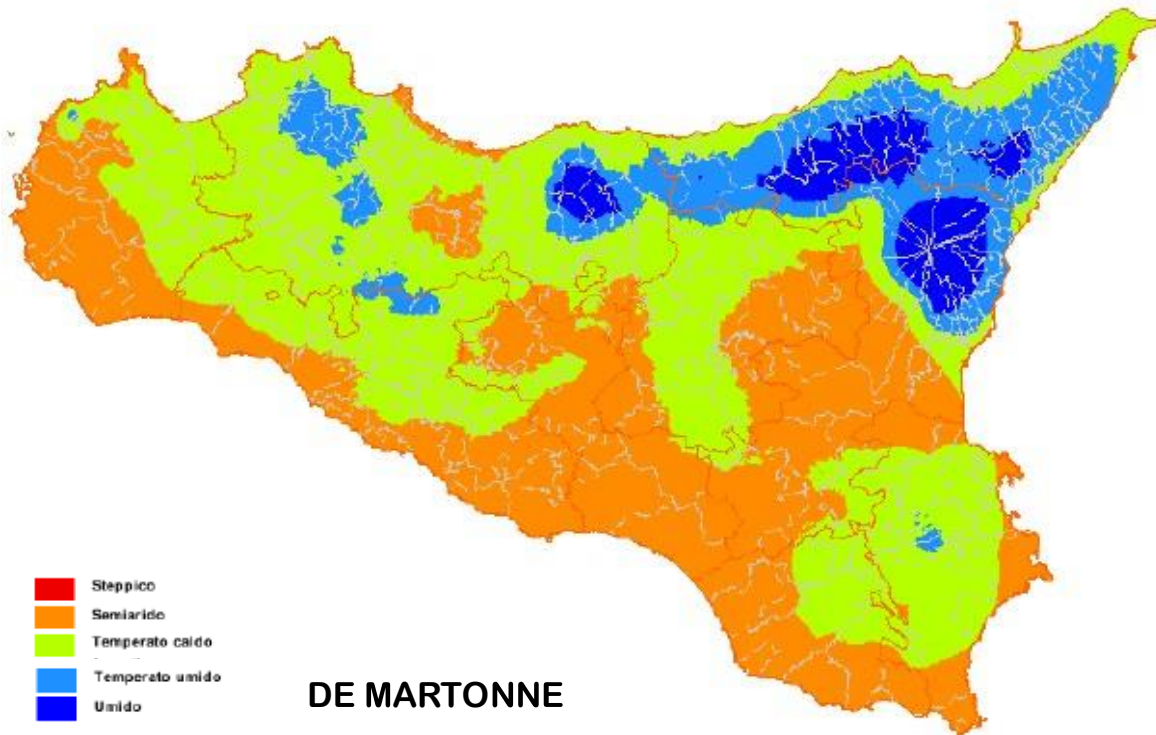 Steppico
Semiarido
Temperato caldo
Temperato umido
Umido
DE MARTONNE